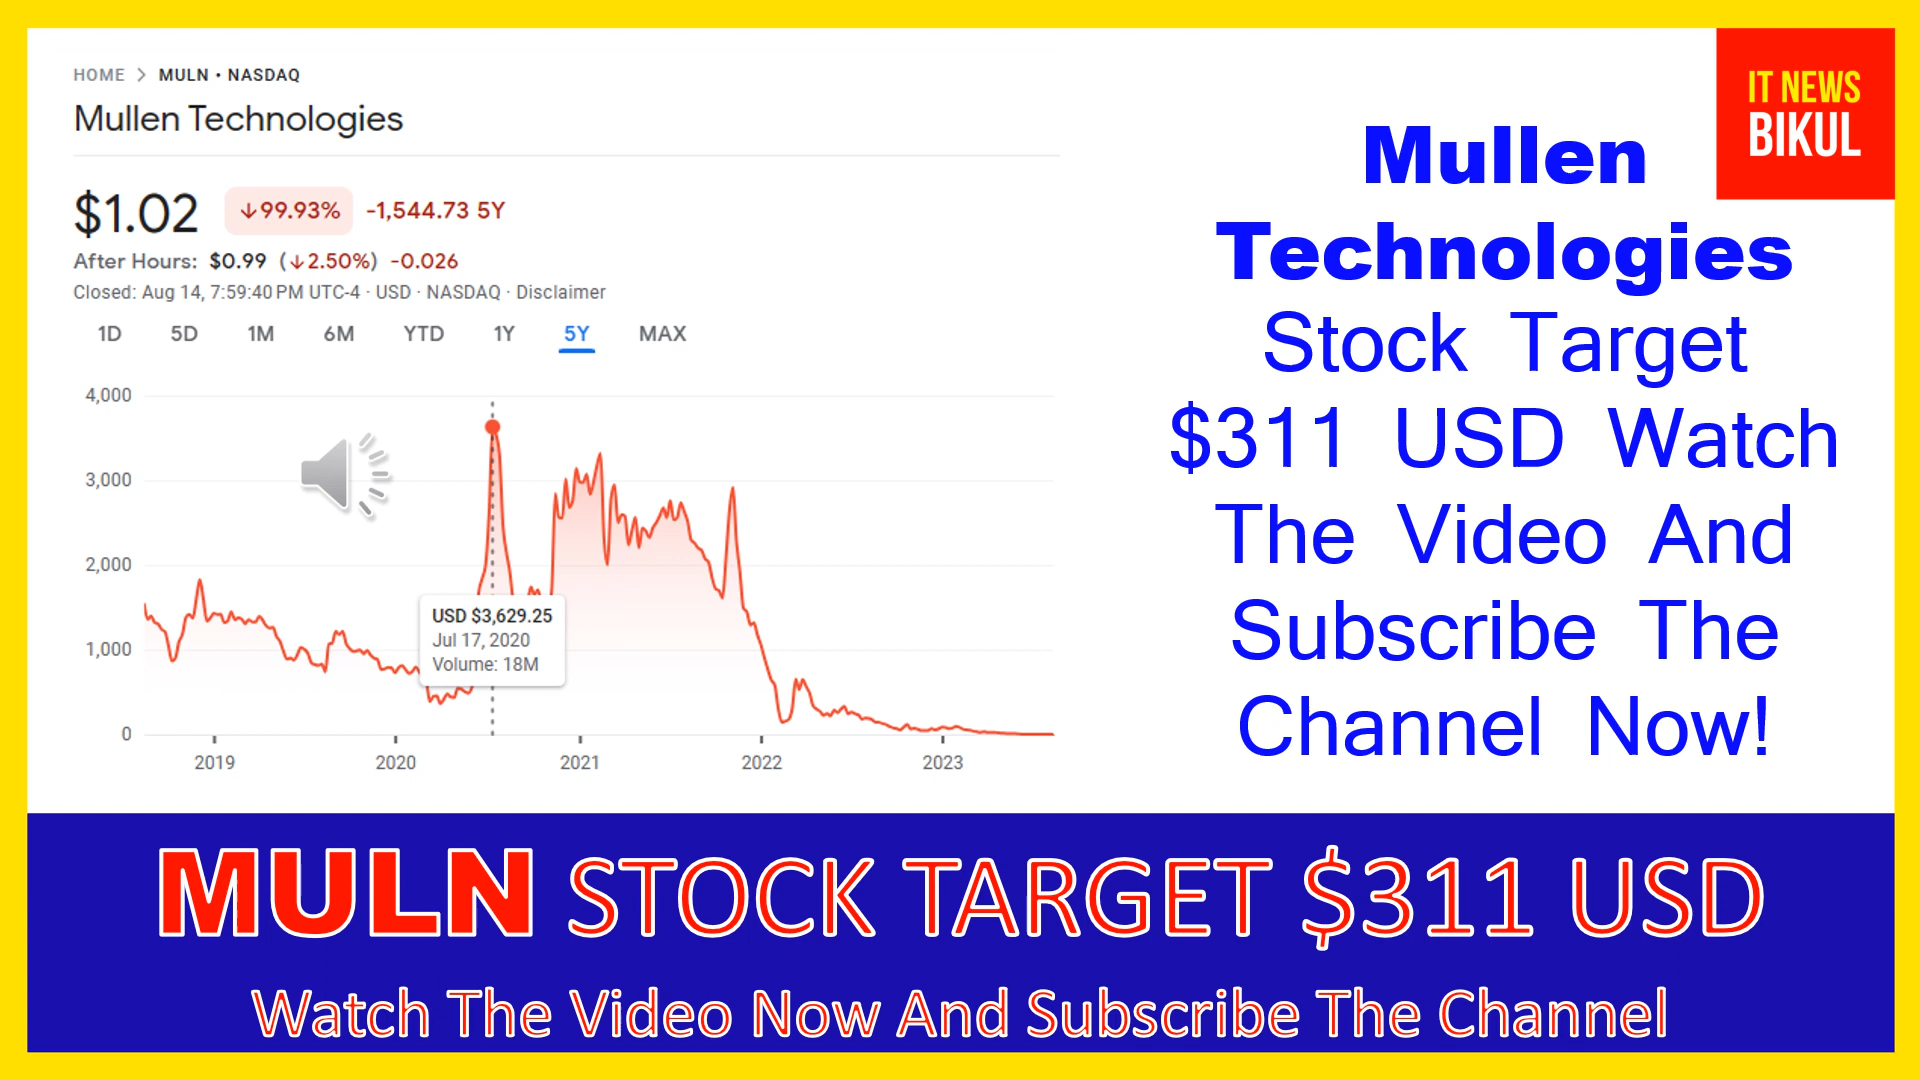 HOME > MULN • NASDAQ
Mullen Technologies
$1.02 ↓99.93% -1,544.73 5Y
After Hours: $0.99 (↓2.50%) -0.026
Closed: Aug 14, 7:59:40 PM UTC-4 · USD · NASDAQ · Disclaimer
1D 5D 1M 6M YTD 1Y 5Y MAX
4,000
3,000
2,000
1,000
0
USD $3,629.25
Jul 17, 2020
Volume: 18M
2019 2020 2021 2022 2023
IT NEWS
BIKUL
Mullen
Technologies
Stock Target
$311 USD Watch
The Video And
Subscribe The
Channel Now!
MULN STOCK TARGET $311 USD
Watch The Video Now And Subscribe The Channel